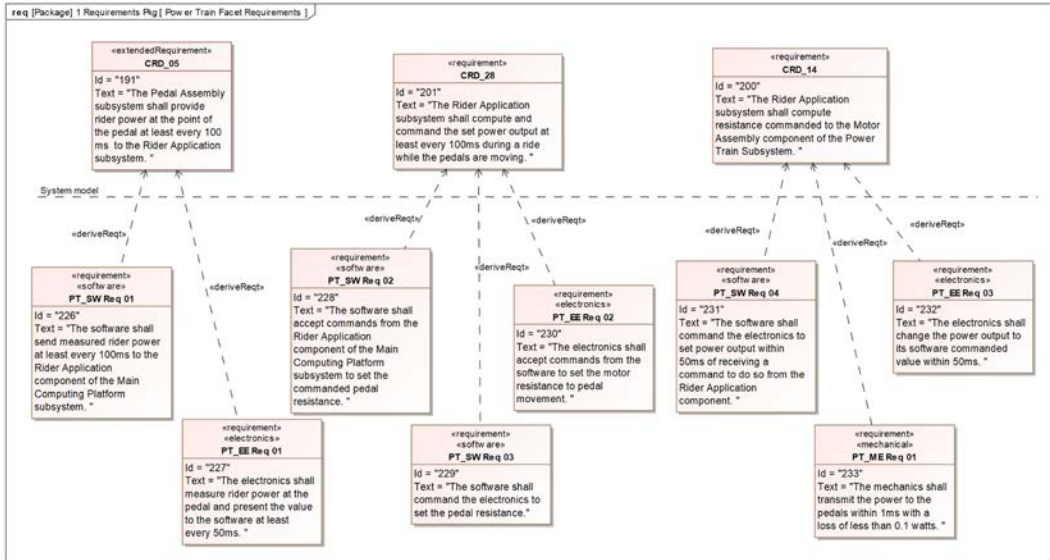 req [Package] 1 Requirements Pkg [ Power Train Facet Requirements ]
«extendedRequirement»
CRD_05
Id = "191"
Text = "The Pedal Assembly
subsystem shall provide
rider power at the point of
the pedal at least every 100
ms to the Rider Application
subsystem. "
«requirement»
CRD_28
Id = "201"
Text = "The Rider Application
subsystem shall compute and
command the set power output at
least every 100ms during a ride
while the pedals are moving. "
«requirement»
CRD_14
Id = "200"
Text = "The Rider Application
subsystem shall compute
resistance commanded to the Motor
Assembly component of the Power
Train Subsystem. "
System model
«deriveReqt»
«deriveReqt»
«deriveReqt»
«deriveReqt»
«deriveReqt»
«deriveReqt»
«deriveReqt»
«requirement»
«software»
PT_SW Req 01
Id = "226"
Text = "The software shall
send measured rider power
at least every 100ms to the
Rider Application
component of the Main
Computing Platform
subsystem. "
«requirement»
«electronics»
PT_EE Req 01
Id = "227"
Text = "The electronics shall
measure rider power at the
pedal and present the value
to the software at least
every 50ms. "
«requirement»
«software»
PT_SW Req 02
Id = "228"
Text = "The software shall
accept commands from the
Rider Application
component of the Main
Computing Platform
subsystem to set the
commanded pedal
resistance. "
«requirement»
«software»
PT_SW Req 03
Id = "229"
Text = "The software shall
command the electronics to
set the pedal resistance."
«requirement»
«electronics»
PT_EE Req 02
Id = "230"
Text = "The electronics shall
accept commands from the
software to set the motor
resistance to pedal
movement. "
«requirement»
«software»
PT_SW Req 04
Id = "231"
Text = "The software shall
command the electronics to
set power output within
50ms of receiving a
command to do so from the
Rider Application
component. "
«requirement»
«mechanical»
PT_ME Req 01
Id = "233"
Text = "The mechanics shall
transmit the power to the
pedals within 1ms with a
loss of less than 0.1 watts. "
«requirement»
«electronics»
PT_EE Req 03
Id = "232"
Text = "The electronics shall
change the power output to
its software commanded
value within 50ms. "